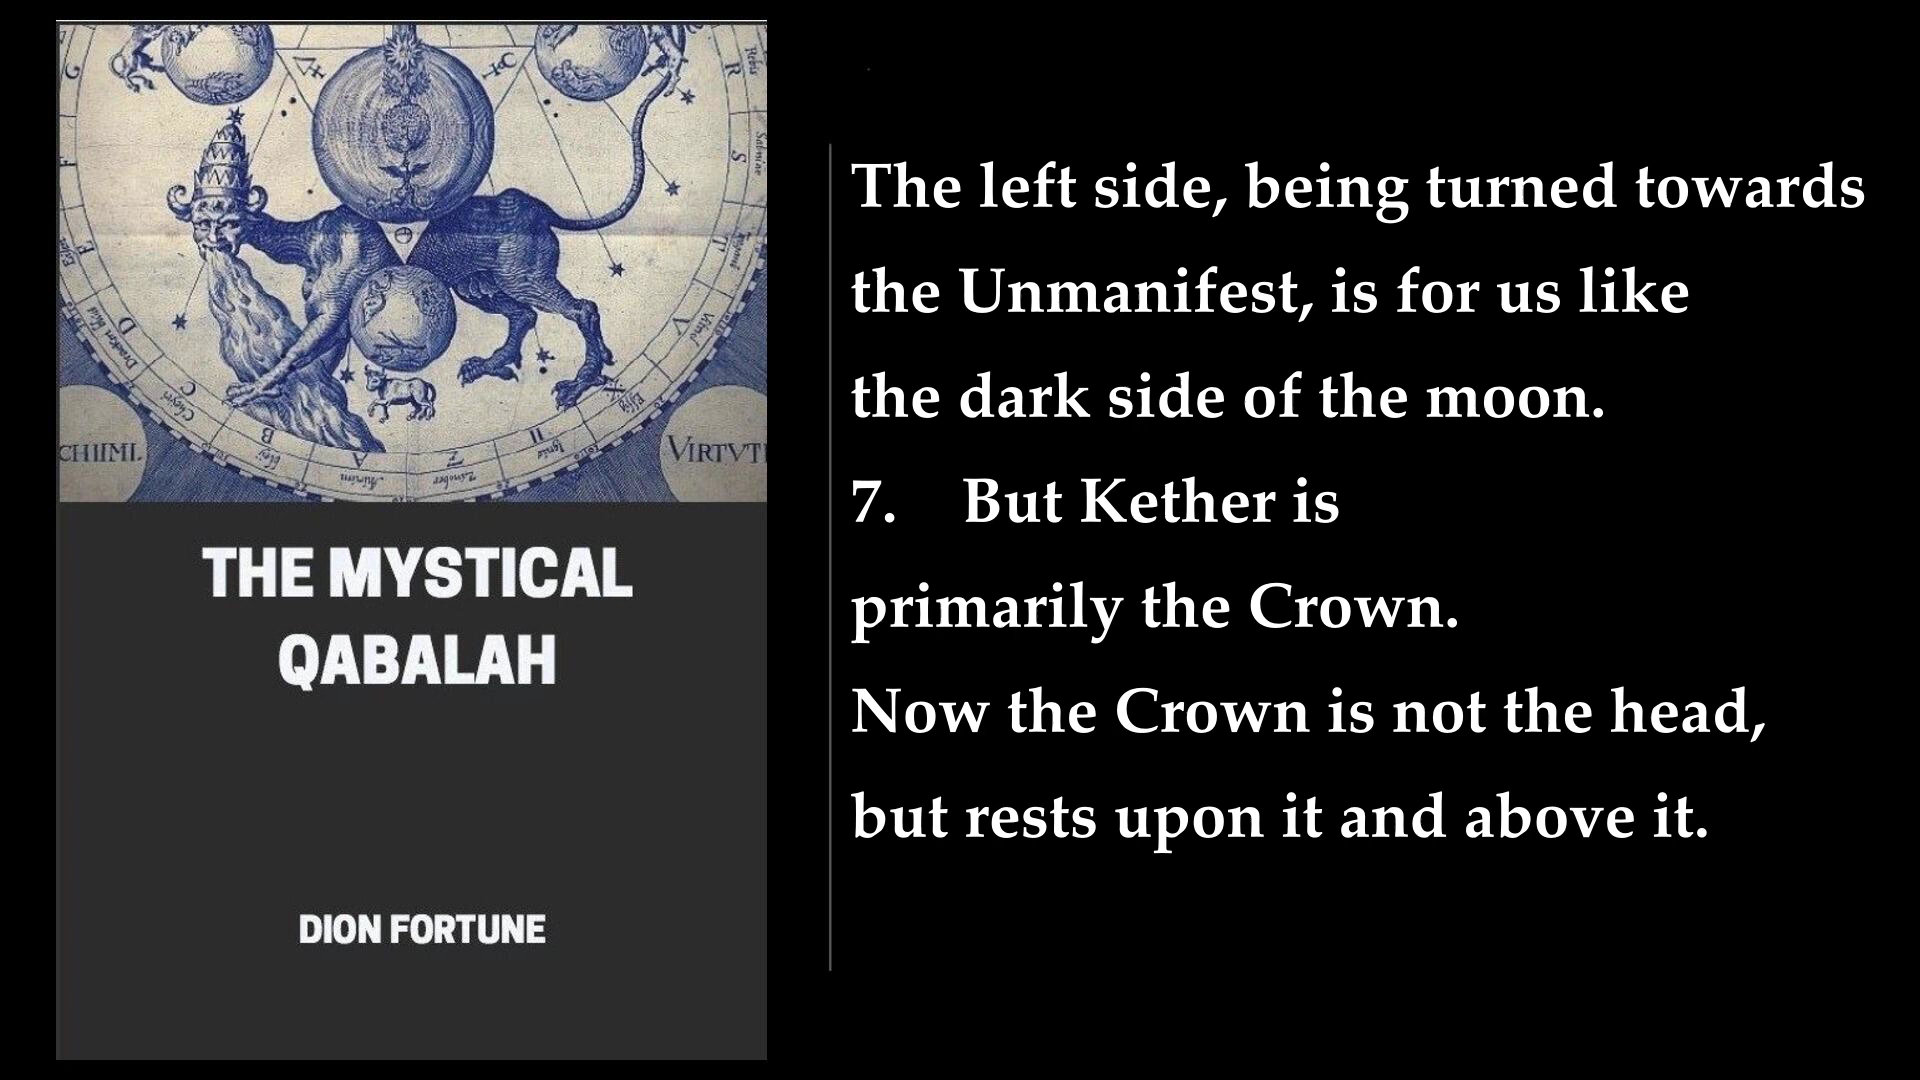 THE MYSTICAL
QABALAH
DION FORTUNE
CHIIMI.
VIRTVT
The left side, being turned towards
the Unmanifest, is for us like
the dark side of the moon.
7. But Kether is
primarily the Crown.
Now the Crown is not the head,
but rests upon it and above it.